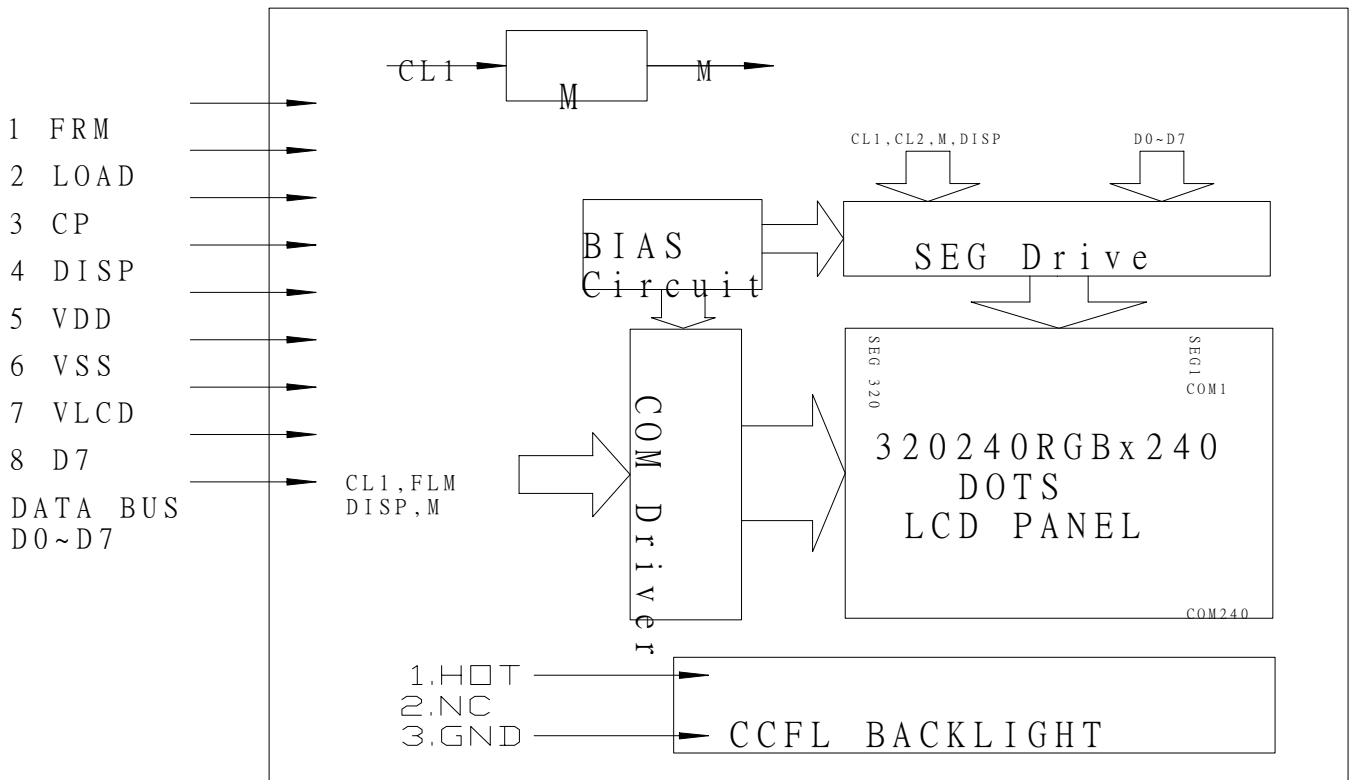 CL1
M
M
1 FRM
2 LOAD
3 CP
4 DISP
5 VDD
6 VSS
7 VLCD
8 D7
DATA BUS
D0~D7
CL1,CL2,M,DISP
D0~D7
BIAS
Circuit
SEG Drive
CL1,FLM
DISP,M
COM Driver
SEG 320
SEG1
COM1
320240RGBx240
DOTS
LCD PANEL
COM240
1.HOT
2.NC
3.GND
CCFL BACKLIGHT